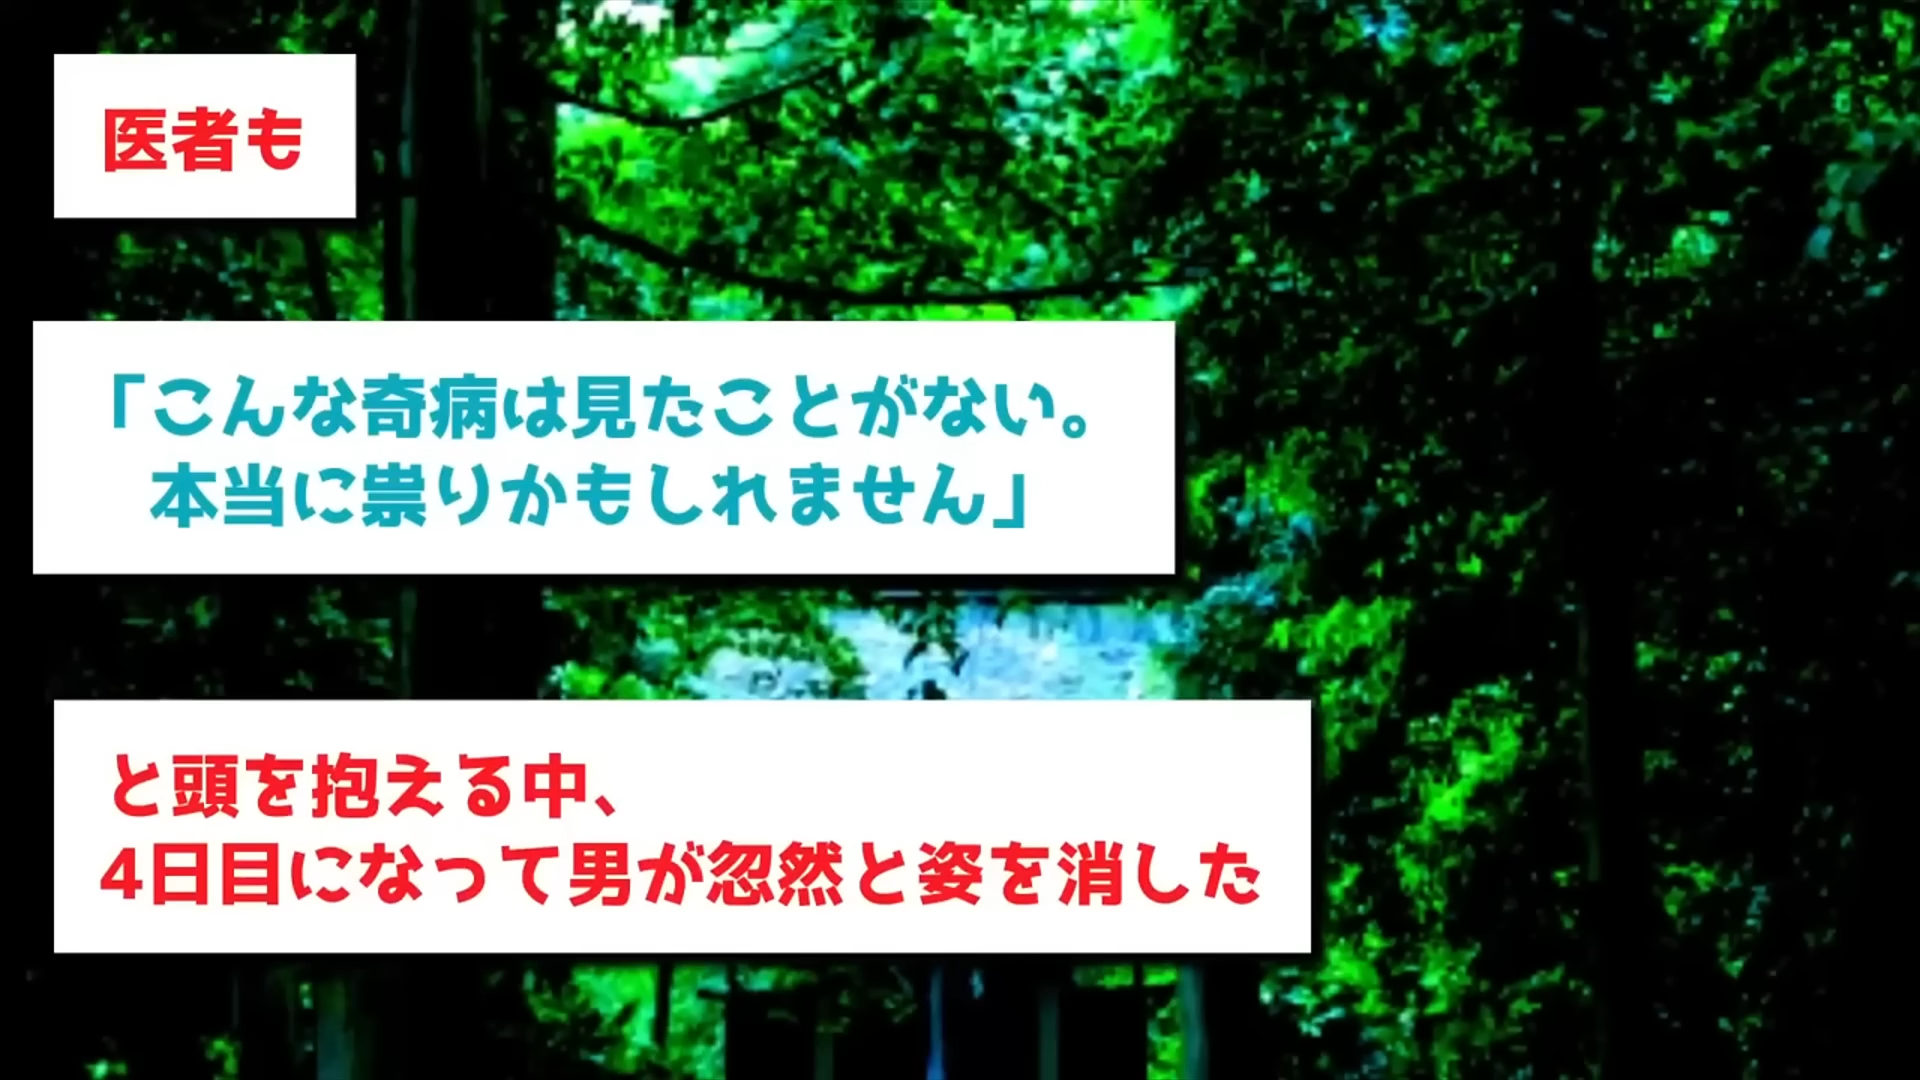 医者も
「こんな奇病は見たことがない。
本当に祟りかもしれません」
と頭を抱える中、
4日目になって男が忽然と姿を消した